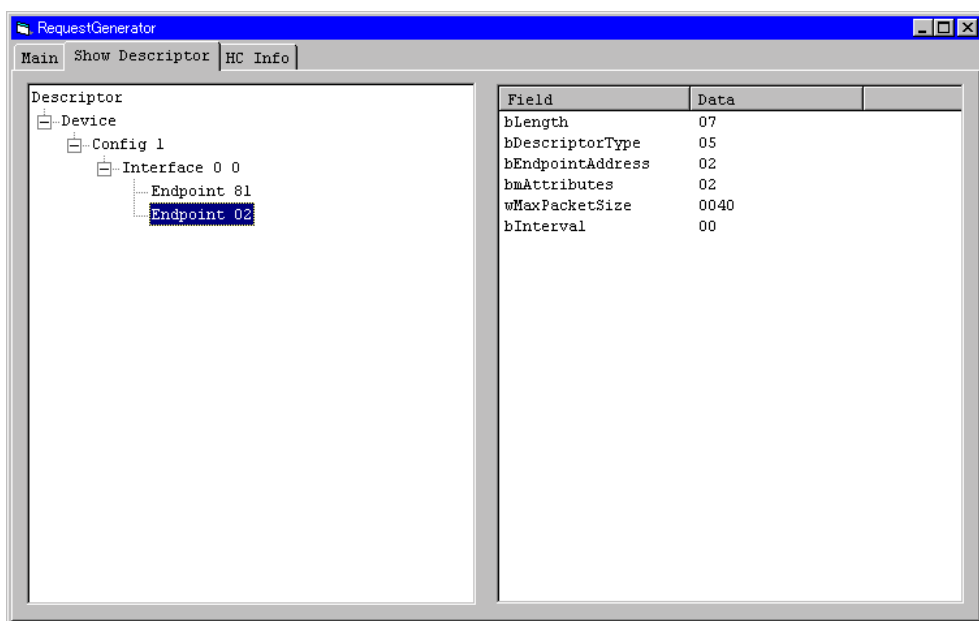 RequestGenerator
Main Show Descriptor HC Info
Descriptor
Device
Config 1
Interface 0 0
Endpoint 81
Endpoint 02
Field Data
bLength 07
bDescriptorType 05
bEndpointAddress 02
bmAttributes 02
wMaxPacketSize 0040
bInterval 00